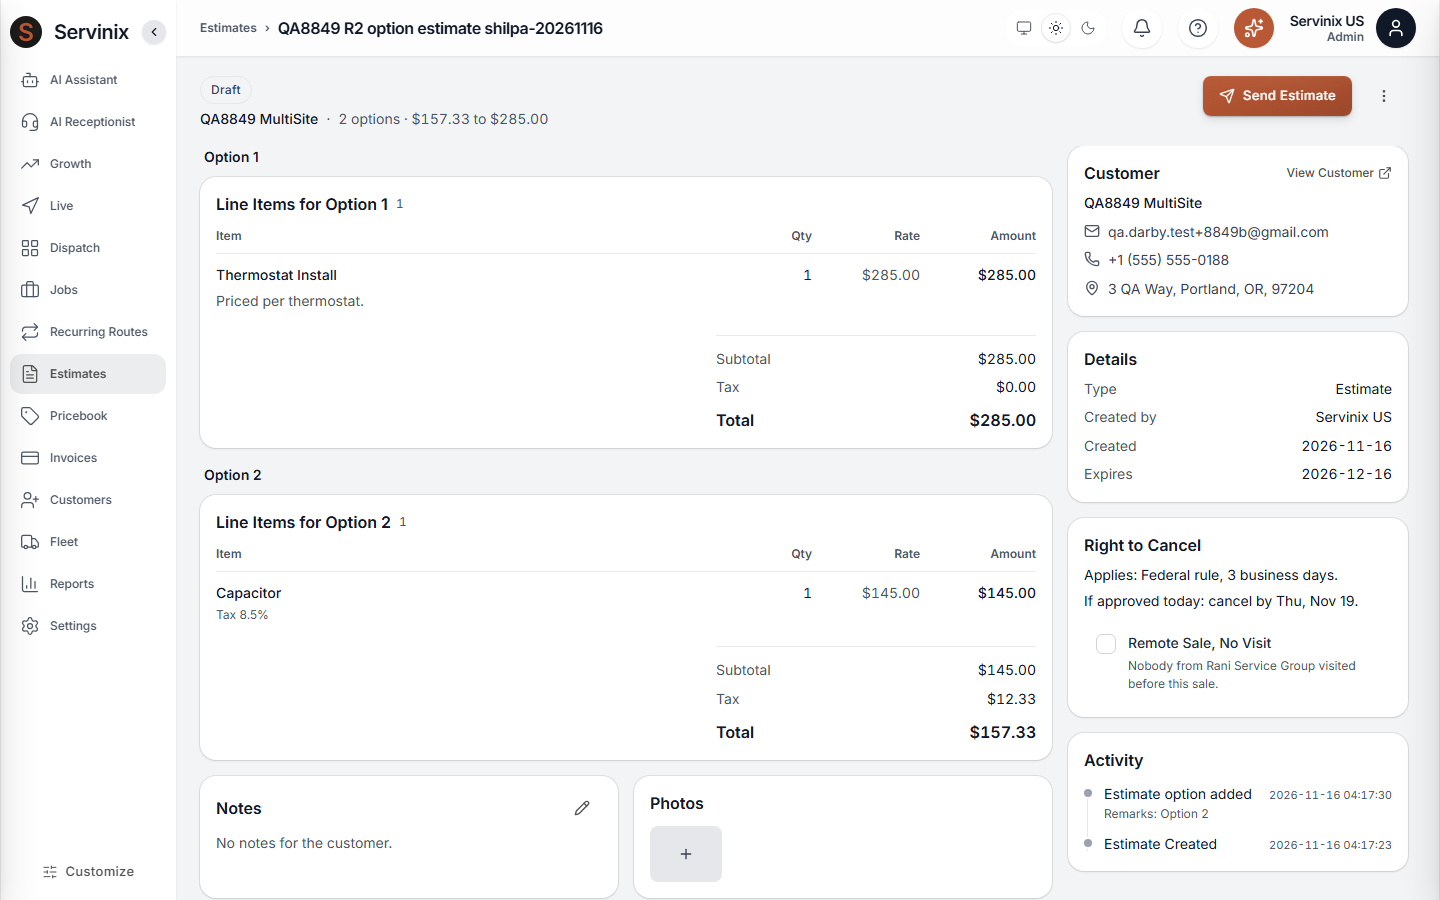 Servinix
AI Assistant
AI Receptionist
Growth
Live
Dispatch
Jobs
Recurring Routes
Estimates
Pricebook
Invoices
Customers
Fleet
Reports
Settings
Customize
Estimates › QA8849 R2 option estimate shilpa-20261116
Servinix US
Admin
Draft
QA8849 MultiSite · 2 options · $157.33 to $285.00
Send Estimate
Option 1
Line Items for Option 1 1
Item Qty Rate Amount
Thermostat Install 1 $285.00 $285.00
Priced per thermostat.
Subtotal $285.00
Tax $0.00
Total $285.00
Option 2
Line Items for Option 2 1
Item Qty Rate Amount
Capacitor 1 $145.00 $145.00
Tax 8.5%
Subtotal $145.00
Tax $12.33
Total $157.33
Notes
No notes for the customer.
Photos
+
Customer View Customer
QA8849 MultiSite
qa.darby.test+8849b@gmail.com
+1 (555) 555-0188
3 QA Way, Portland, OR, 97204
Details
Type Estimate
Created by Servinix US
Created 2026-11-16
Expires 2026-12-16
Right to Cancel
Applies: Federal rule, 3 business days.
If approved today: cancel by Thu, Nov 19.
Remote Sale, No Visit
Nobody from Rani Service Group visited
before this sale.
Activity
Estimate option added 2026-11-16 04:17:30
Remarks: Option 2
Estimate Created 2026-11-16 04:17:23